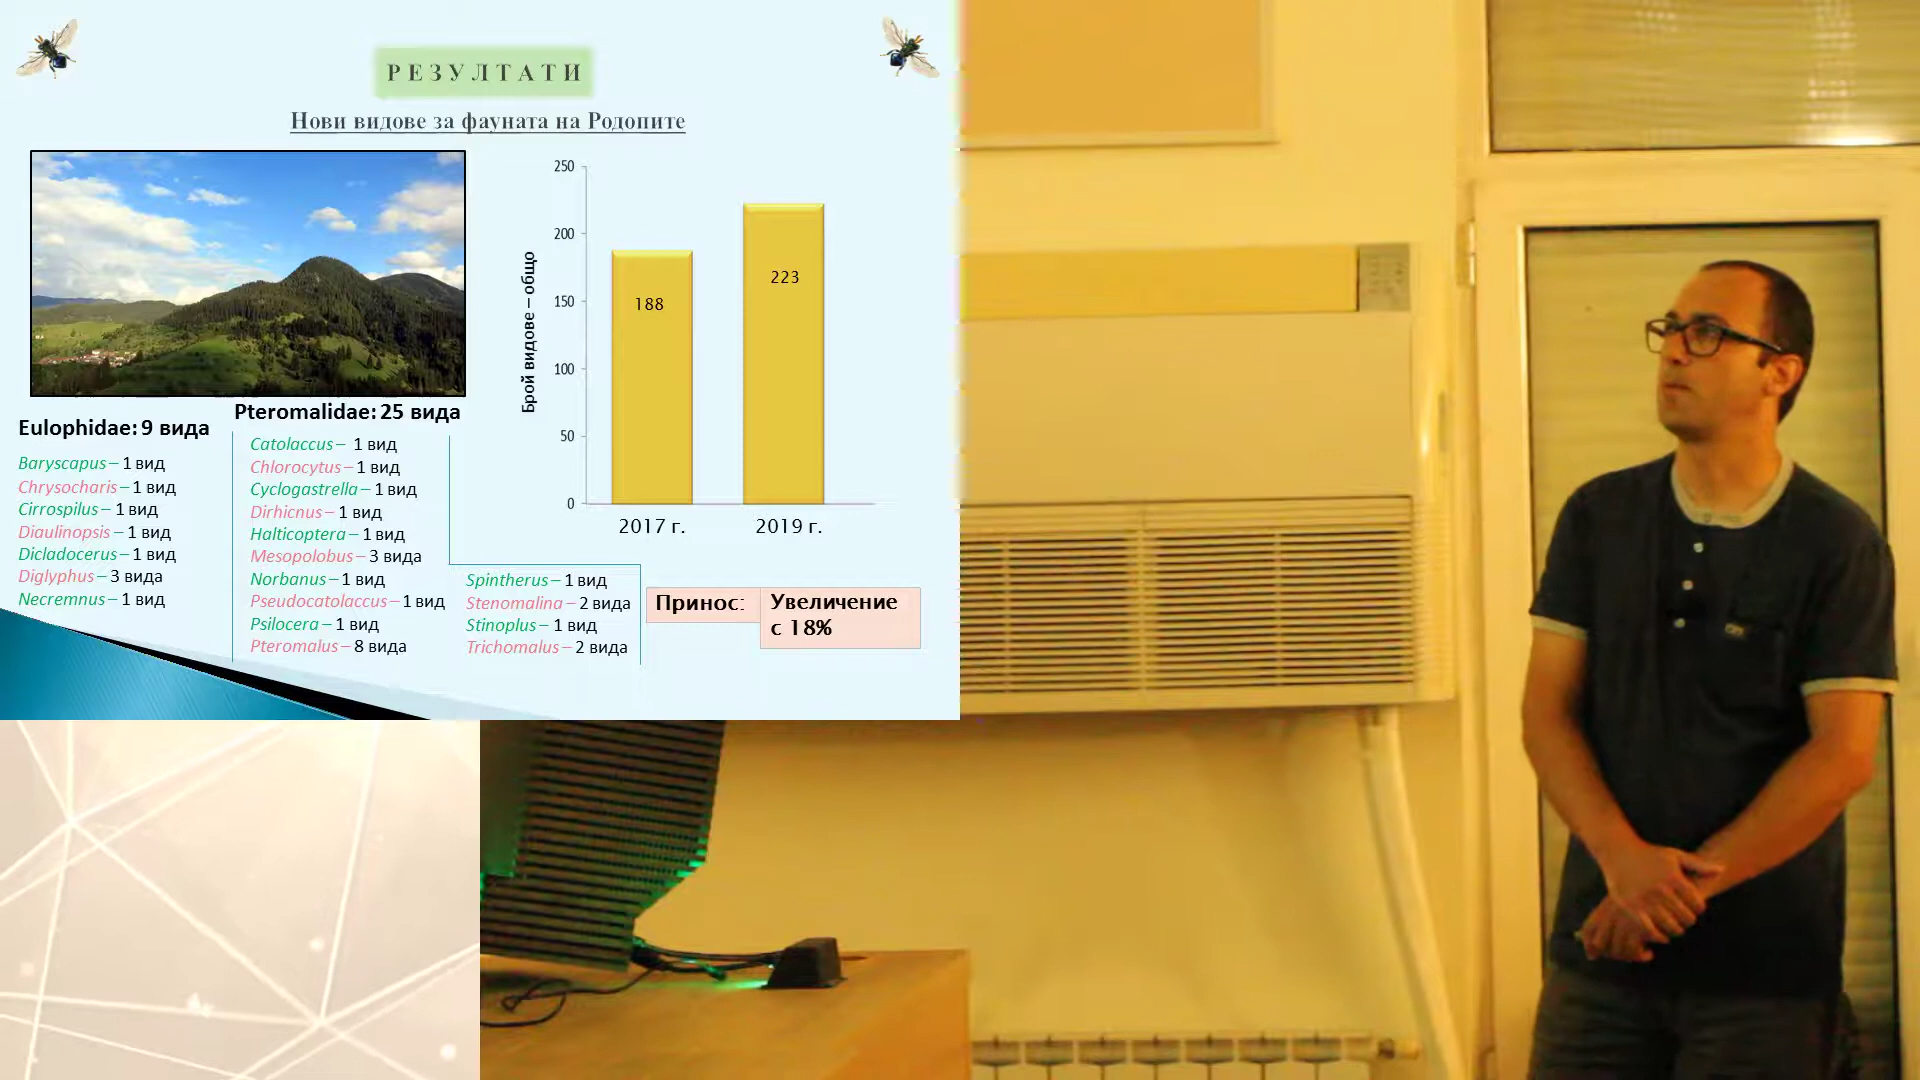 РЕЗУЛТАТИ
Нови видове за фауната на Родопите
Eulophidae: 9 вида
Baryscapus – 1 вид
Chrysocharis – 1 вид
Cirrospilus – 1 вид
Diaulinopsis – 1 вид
Dicladocerus – 1 вид
Diglyphus – 3 вида
Necremnus – 1 вид
Pteromalidae: 25 вида
Catolaccus – 1 вид
Chlorocytus – 1 вид
Cyclogastrella – 1 вид
Dirhicnus – 1 вид
Halticoptera – 1 вид
Mesopolobus – 3 вида
Norbanus – 1 вид
Pseudocatolaccus – 1 вид
Psilocera – 1 вид
Pteromalus – 8 вида
Spintherus – 1 вид
Stenomalina – 2 вида
Stinoplus – 1 вид
Trichomalus – 2 вида
Брой видове – общо
250
200
150
100
50
0
188
223
2017 г.
2019 г.
Принос:
Увеличение
с 18%